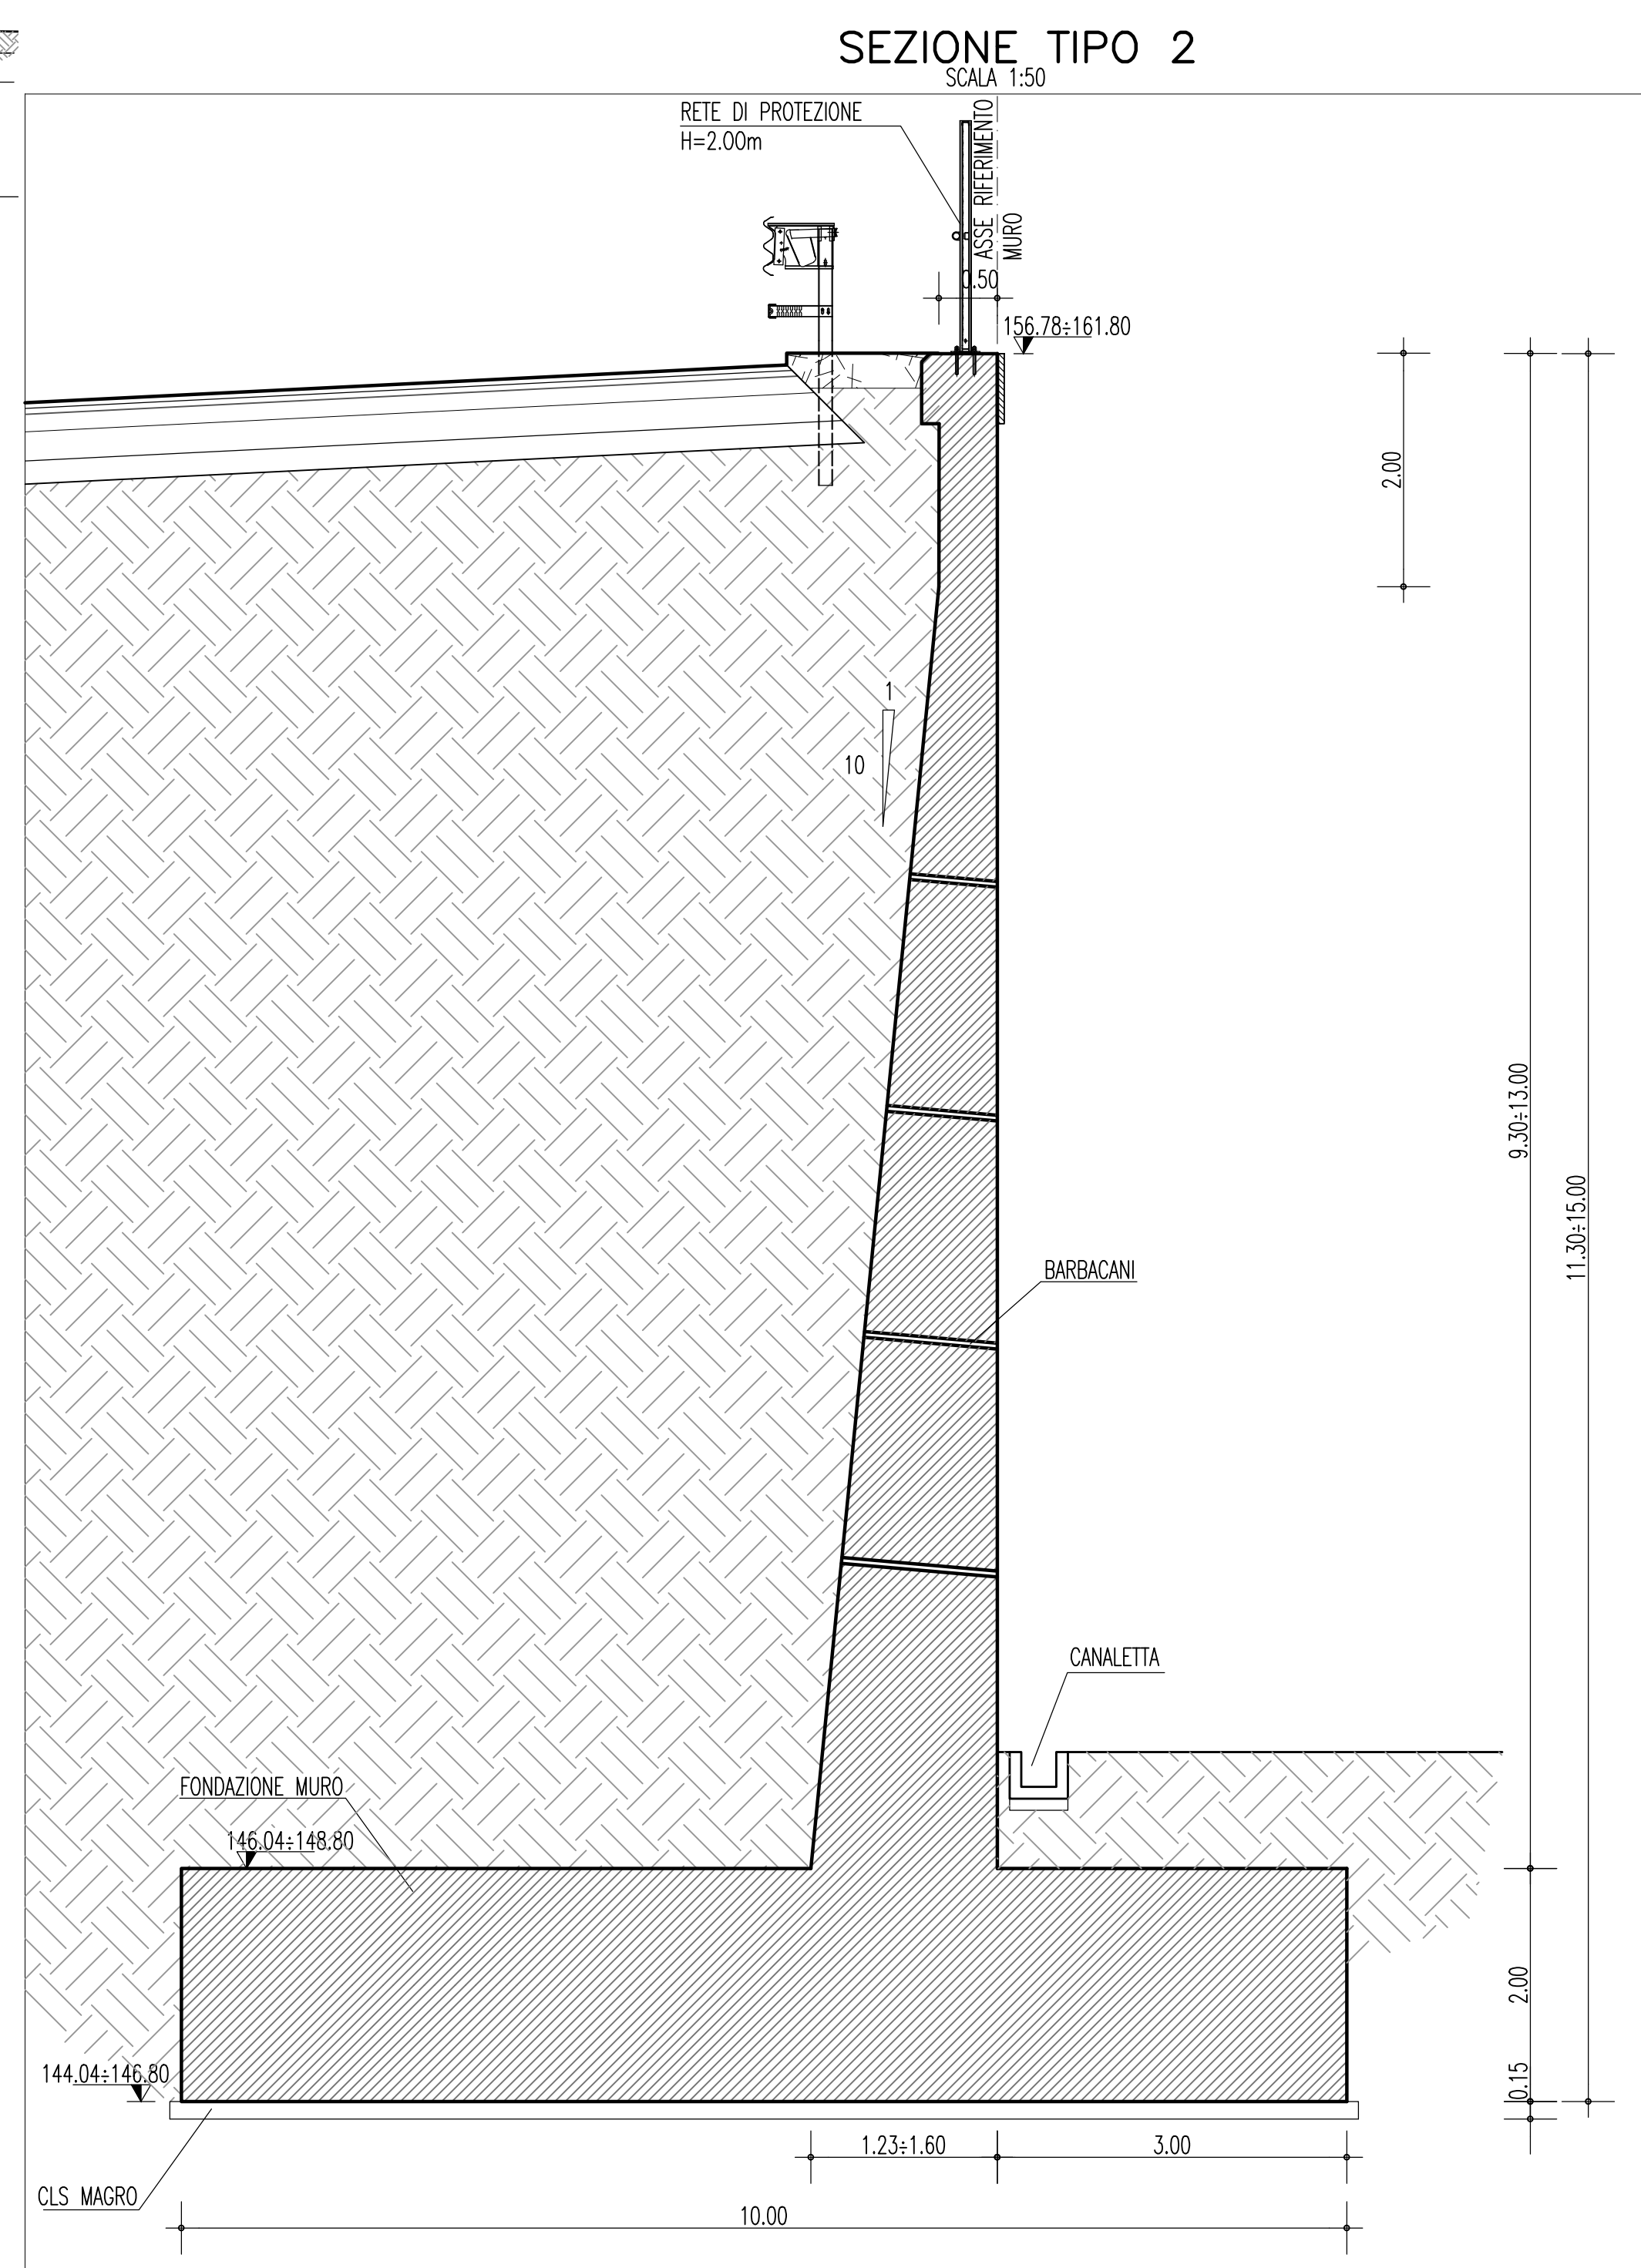 SEZIONE TIPO 2
SCALA 1:50
RETE DI PROTEZIONE
H=2.00m
ASSE RIFERIMENTO
MURO
0.50
156.78÷161.80
2.00
1
10
9.30÷13.00
11.30÷15.00
BARBACANI
CANALETTA
FONDAZIONE MURO
146.04÷148.80
2.00
0.15
144.04÷146.80
1.23÷1.60
3.00
CLS MAGRO
10.00